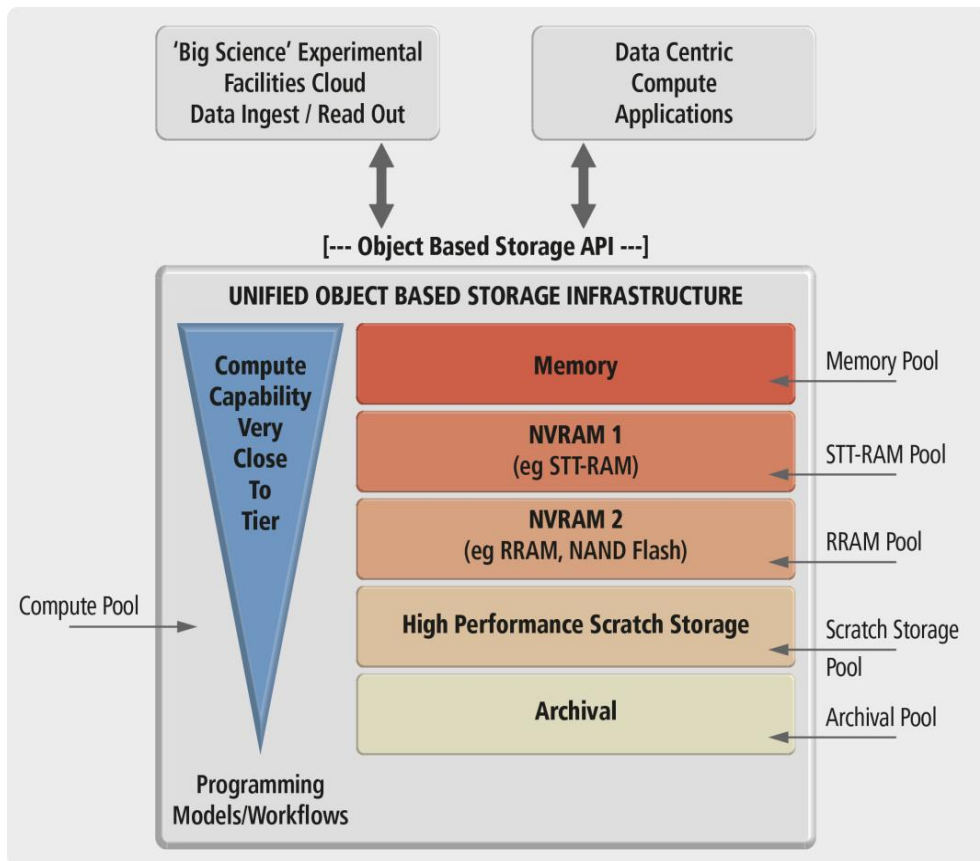 ‘Big Science’ Experimental
Facilities Cloud
Data Ingest / Read Out
Data Centric
Compute
Applications
[--- Object Based Storage API ---]
UNIFIED OBJECT BASED STORAGE INFRASTRUCTURE
Compute
Capability
Very
Close
To
Tier
Memory
Memory Pool
NVRAM 1
(eg STT-RAM)
STT-RAM Pool
NVRAM 2
(eg RRAM, NAND Flash)
RRAM Pool
Compute Pool
High Performance Scratch Storage
Scratch Storage
Pool
Archival
Archival Pool
Programming
Models/Workflows